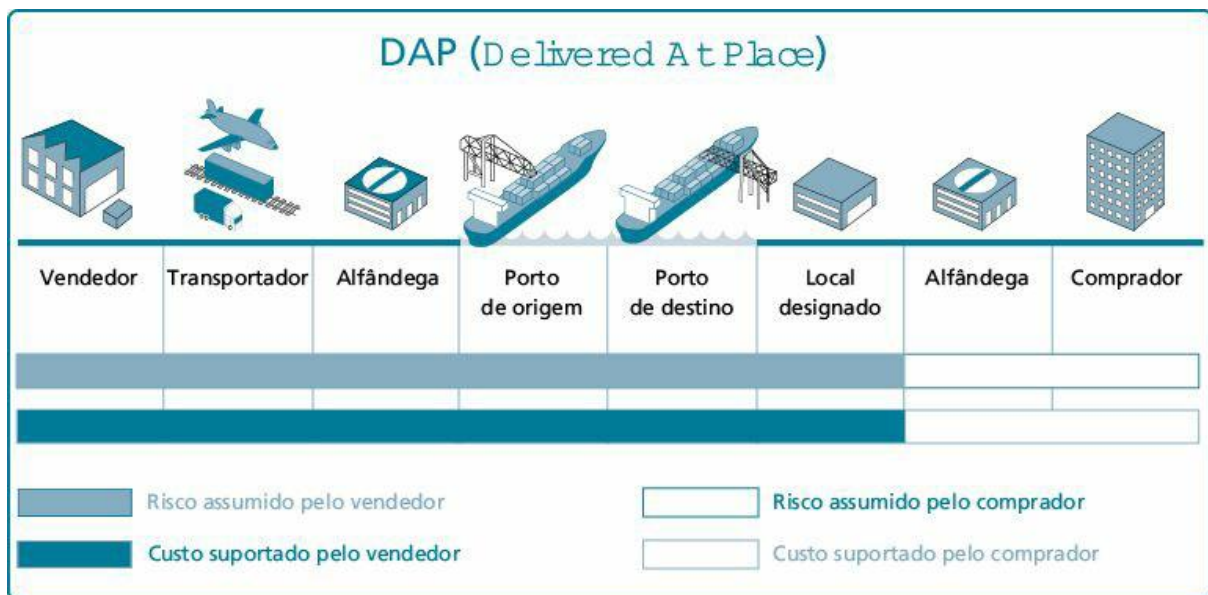 DAP (Delivered At Place)
Vendedor
Transportador
Alfândega
Porto
de origem
Porto
de destino
Local
designado
Alfândega
Comprador
Risco assumido pelo vendedor
Risco assumido pelo comprador
Custo suportado pelo vendedor
Custo suportado pelo comprador